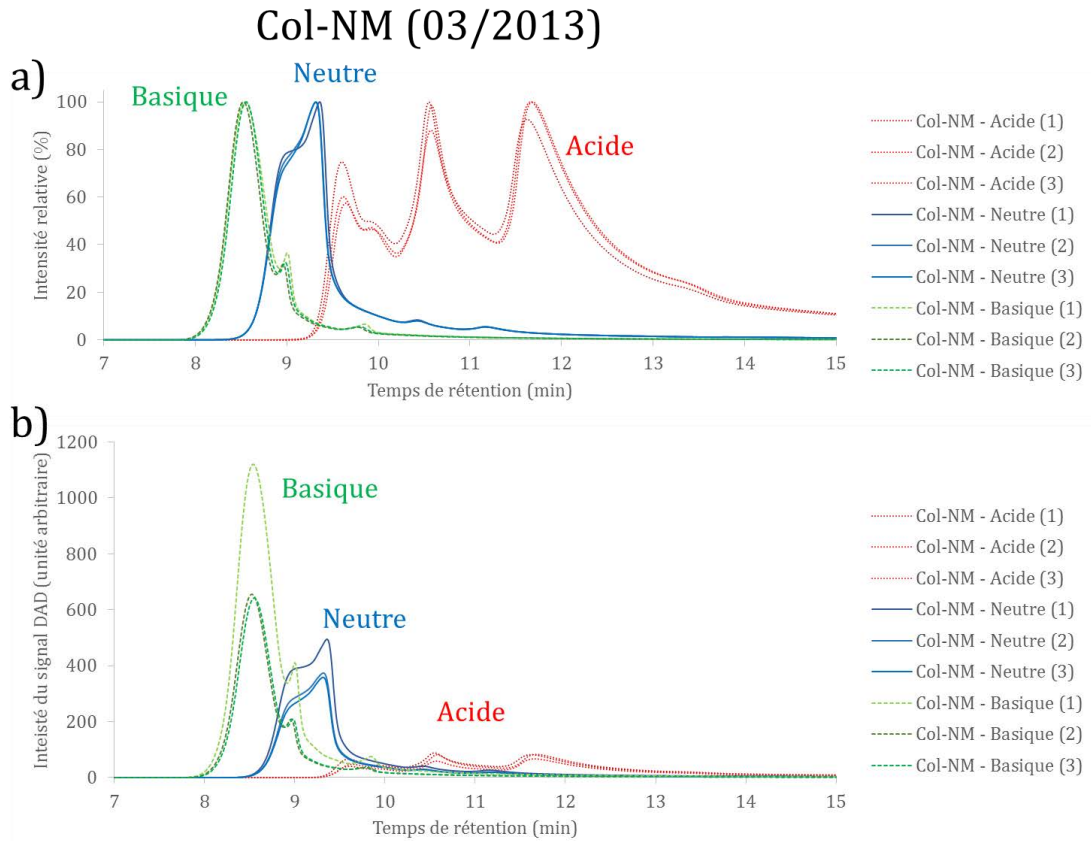 Col-NM (03/2013)
a)
Basique
Neutre
Acide
Intensité relative (%)
100
80
60
40
20
0
7 8 9 10 11 12 13 14 15
Temps de rétention (min)
Col-NM - Acide (1)
Col-NM - Acide (2)
Col-NM - Acide (3)
Col-NM - Neutre (1)
Col-NM - Neutre (2)
Col-NM - Neutre (3)
Col-NM - Basique (1)
Col-NM - Basique (2)
Col-NM - Basique (3)
b)
Basique
Neutre
Acide
Inteisté du signal DAD (unité arbitraire)
1200
1000
800
600
400
200
0
7 8 9 10 11 12 13 14 15
Temps de rétention (min)
Col-NM - Acide (1)
Col-NM - Acide (2)
Col-NM - Acide (3)
Col-NM - Neutre (1)
Col-NM - Neutre (2)
Col-NM - Neutre (3)
Col-NM - Basique (1)
Col-NM - Basique (2)
Col-NM - Basique (3)